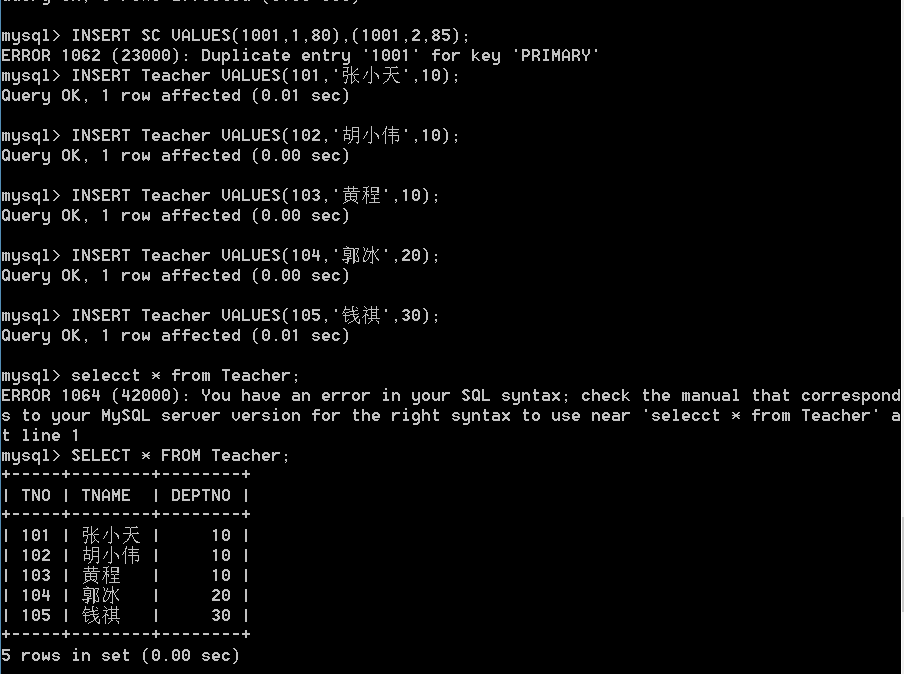 Query OK, 1 row affected (0.00 sec)
mysql> INSERT SC VALUES(1001,1,80),(1001,2,85);
ERROR 1062 (23000): Duplicate entry '1001' for key 'PRIMARY'
mysql> INSERT Teacher VALUES(101,'张小天',10);
Query OK, 1 row affected (0.01 sec)
mysql> INSERT Teacher VALUES(102,'胡小伟',10);
Query OK, 1 row affected (0.00 sec)
mysql> INSERT Teacher VALUES(103,'黄程',10);
Query OK, 1 row affected (0.00 sec)
mysql> INSERT Teacher VALUES(104,'郭冰',20);
Query OK, 1 row affected (0.00 sec)
mysql> INSERT Teacher VALUES(105,'钱祺',30);
Query OK, 1 row affected (0.01 sec)
mysql> selecct * from Teacher;
ERROR 1064 (42000): You have an error in your SQL syntax; check the manual that correspond
s to your MySQL server version for the right syntax to use near 'selecct * from Teacher' a
t line 1
mysql> SELECT * FROM Teacher;
+-----+--------+--------+
| TNO | TNAME  | DEPTNO |
+-----+--------+--------+
| 101 | 张小天 |     10 |
| 102 | 胡小伟 |     10 |
| 103 | 黄程   |     10 |
| 104 | 郭冰   |     20 |
| 105 | 钱祺   |     30 |
+-----+--------+--------+
5 rows in set (0.00 sec)